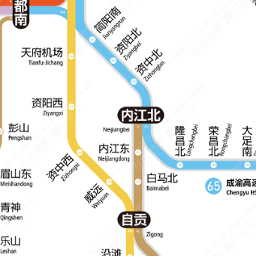 都南
简阳南
Jianyangnan
天府机场
Tianfu Jichang
资阳北
Ziyangbei
资中北
Zizhongbei
资阳西
Ziyangxi
内江北
Neijiangbei
彭山
Pengshan
隆昌北
Longchangbei
荣昌北
Rongchangbei
大足南
内江东
Neijiangdong
资中西
Zizhongxi
眉山东
Meishandong
白马北
Baimabei
威远
Weiyuan
65
成渝高速
Chengyu HS
青神
Qingshen
自贡
Zigong
乐山
Leshan
沿滩